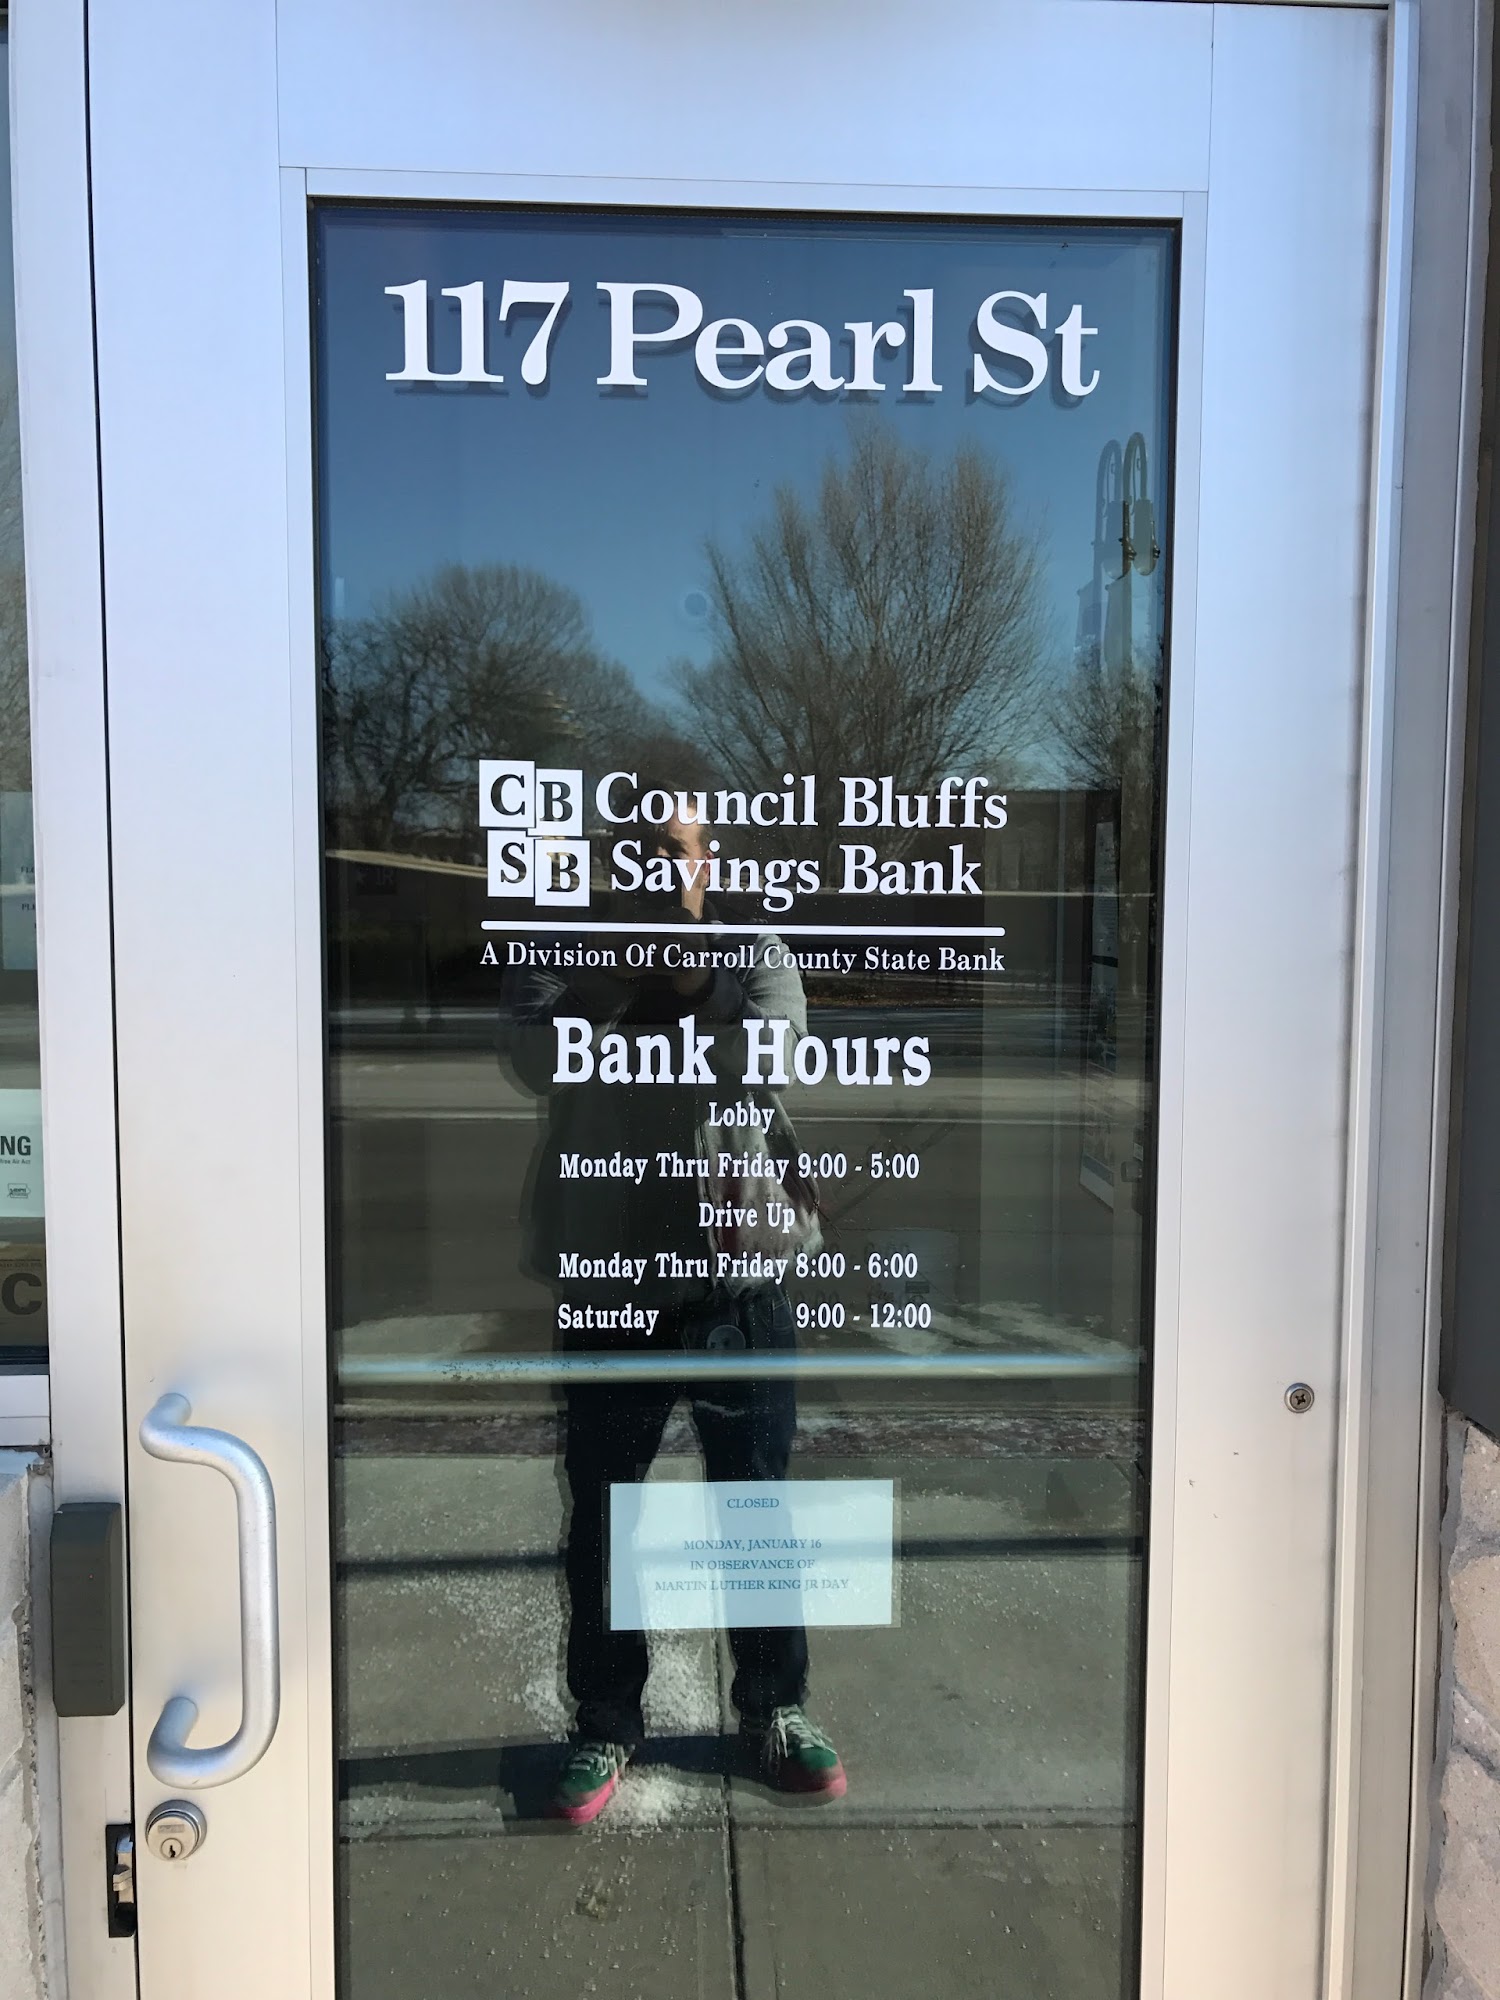 117 Pearl St
CB
SB
Council Bluffs
Savings Bank
A Division Of Carroll County State Bank
Bank Hours
Lobby
Monday Thru Friday 9:00 - 5:00
Drive Up
Monday Thru Friday 8:00 - 6:00
Saturday 9:00 - 12:00
CLOSED
MONDAY, JANUARY 16
IN OBSERVANCE OF
MARTIN LUTHER KING JR DAY
NG
C